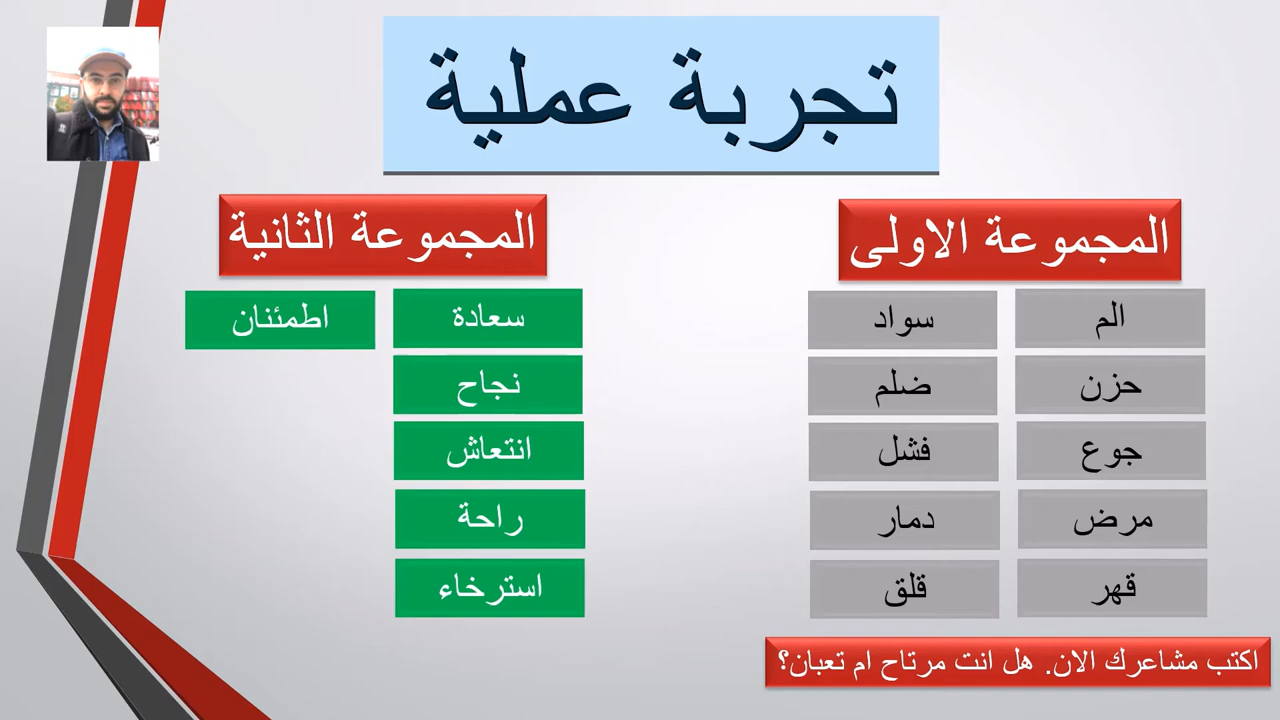 تجربة عملية
المجموعة الاولى
الم
سواد
حزن
ضلم
جوع
فشل
مرض
دمار
قهر
قلق
المجموعة الثانية
سعادة
اطمئنان
نجاح
انتعاش
راحة
استرخاء
اكتب مشاعرك الان. هل انت مرتاح ام تعبان؟